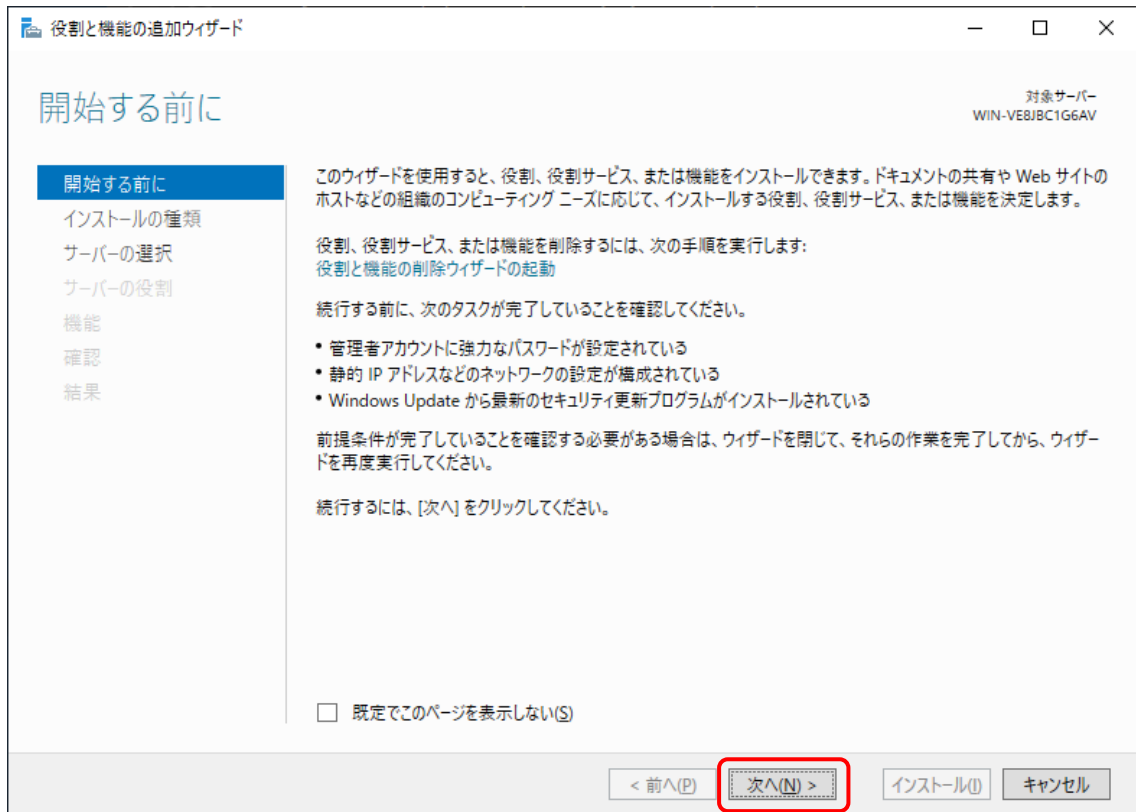 役割と機能の追加ウィザード
開始する前に
対象サーバー
WIN-VE8JBC1G6AV
開始する前に
インストールの種類
サーバーの選択
サーバーの役割
機能
確認
結果
このウィザードを使用すると、役割、役割サービス、または機能をインストールできます。ドキュメントの共有や Web サイトの
ホストなどの組織のコンピューティング ニーズに応じて、インストールする役割、役割サービス、または機能を決定します。
役割、役割サービス、または機能を削除するには、次の手順を実行します:
役割と機能の削除ウィザードの起動
続行する前に、次のタスクが完了していることを確認してください。
• 管理者アカウントに強力なパスワードが設定されている
• 静的 IP アドレスなどのネットワークの設定が構成されている
• Windows Update から最新のセキュリティ更新プログラムがインストールされている
前提条件が完了していることを確認する必要がある場合は、ウィザードを閉じて、それらの作業を完了してから、ウィザー
ドを再度実行してください。
続行するには、[次へ] をクリックしてください。
既定でこのページを表示しない(S)
< 前へ(P)
次へ(N) >
インストール(I)
キャンセル